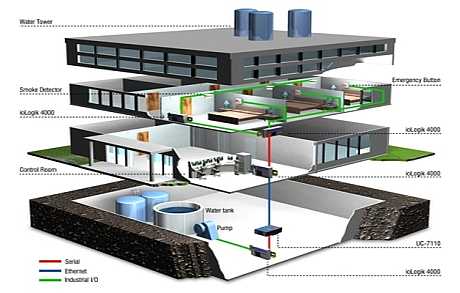 Water Tower
Emergency Button
Smoke Detector
ioLogik 4000
ioLogik 4000
Control Room
ioLogik 4000
Water tank
Pump
UC-7110
Serial
Ethernet
Industrial I/O
ioLogik 4000